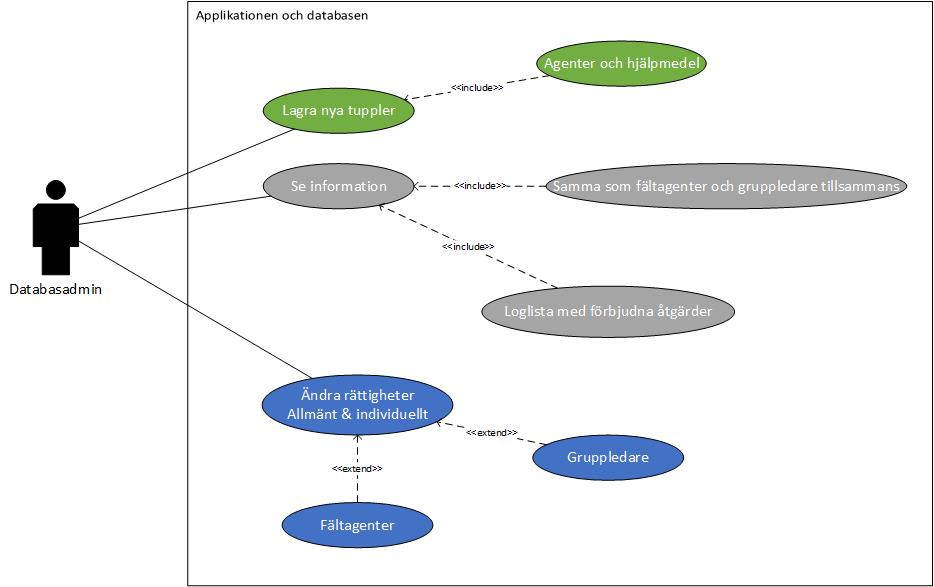 Applikationen och databasen
Agenter och hjälpmedel
<<include>>
Lagra nya tuppler
Se information
<<include>>
Samma som fältagenter och gruppledare tillsammans
<<include>>
Databasadmin
Loglista med förbjudna åtgärder
Ändra rättigheter
Allmänt & individuellt
<<extend>>
Gruppledare
<<extend>>
Fältagenter